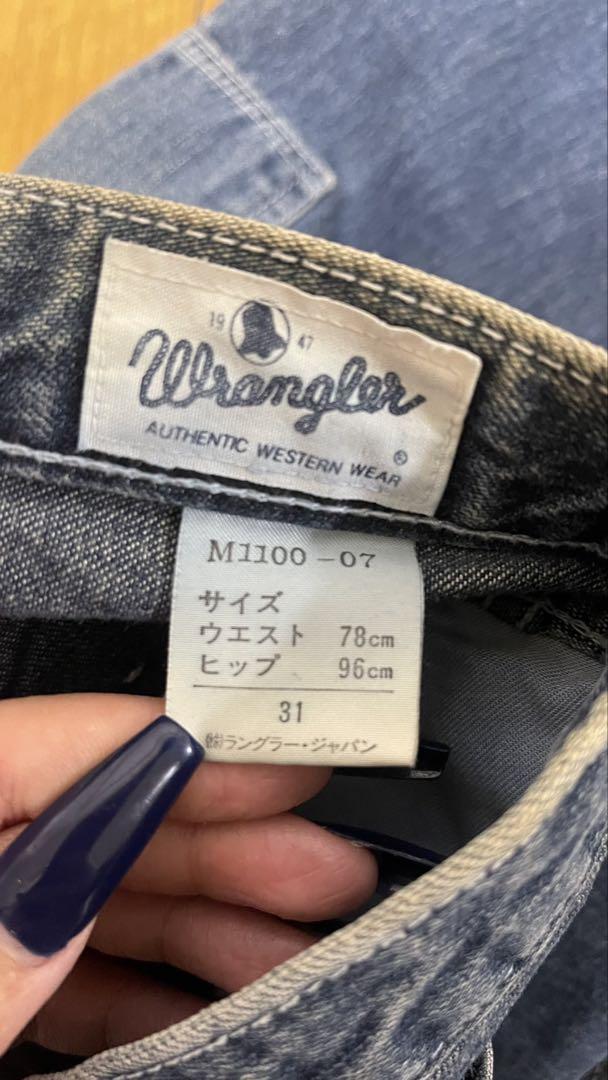 19 47
Wrangler
®
AUTHENTIC WESTERN WEAR
M1100-07
サイズ
ウエスト 78cm
ヒップ 96cm
31
㈱ラングラー・ジャパン